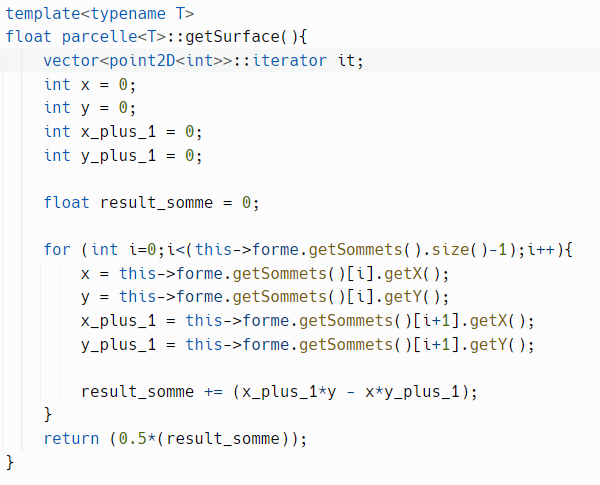 template<typename T>
float parcelle<T>::getSurface(){
    vector<point2D<int>>::iterator it;
    int x = 0;
    int y = 0;
    int x_plus_1 = 0;
    int y_plus_1 = 0;

    float result_somme = 0;

    for (int i=0;i<(this->forme.getSommets().size()-1);i++){
        x = this->forme.getSommets()[i].getX();
        y = this->forme.getSommets()[i].getY();
        x_plus_1 = this->forme.getSommets()[i+1].getX();
        y_plus_1 = this->forme.getSommets()[i+1].getY();

        result_somme += (x_plus_1*y - x*y_plus_1);
    }
    return (0.5*(result_somme));
}